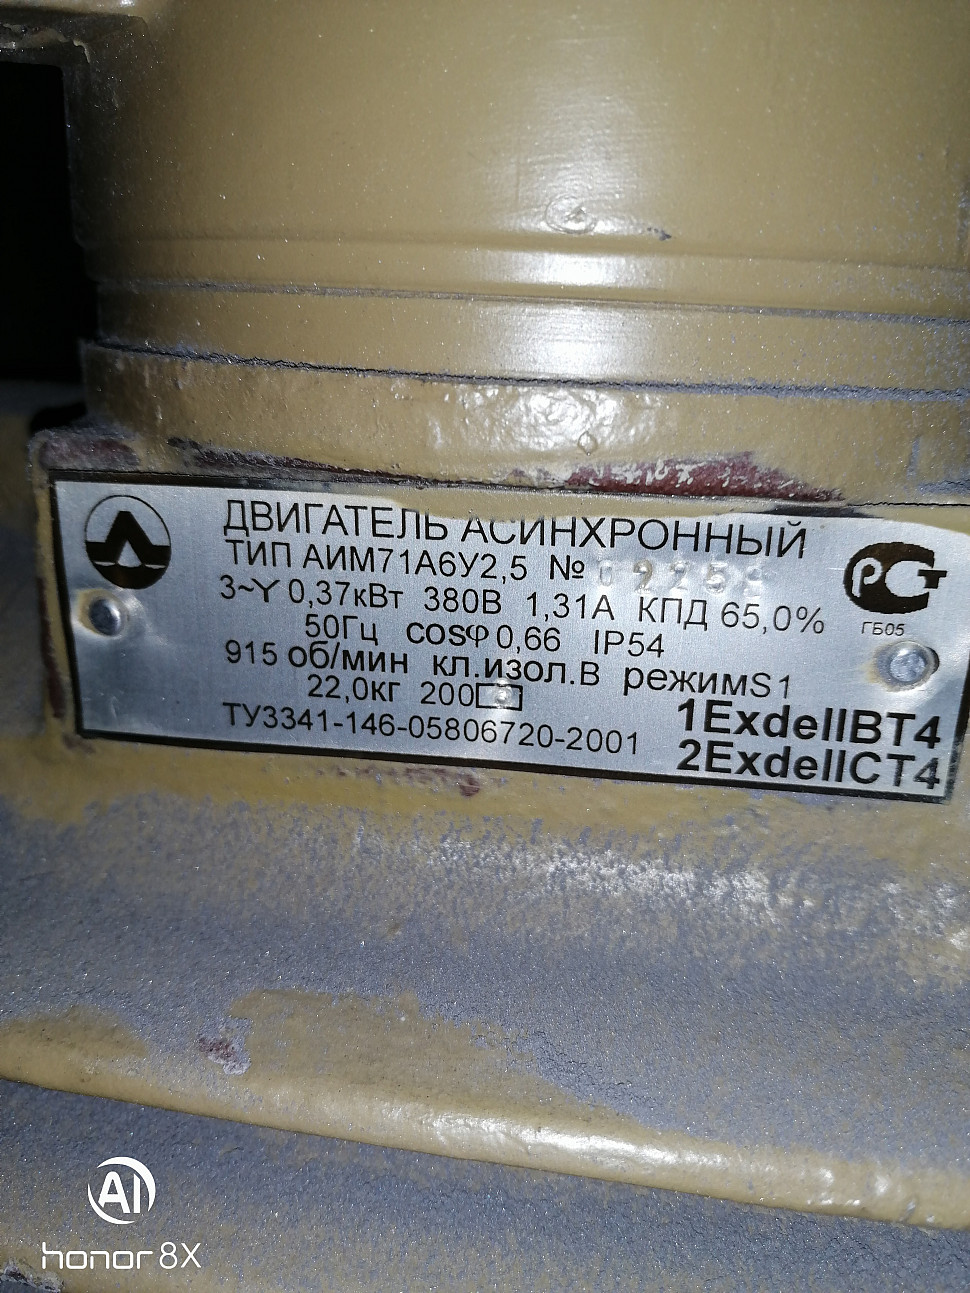 ДВИГАТЕЛЬ АСИНХРОННЫЙ
ТИП АИМ71А6У2,5 №
3~Y 0,37кВт 380В 1,31А КПД 65,0%
50Гц cosφ 0,66 IP54
915 об/мин кл.изол.В режимS1
22,0кг 200
ТУ3341-146-05806720-2001
1ExdeIIBT4
2ExdeIICT4
РСТ
ГБ05
AI
honor 8X